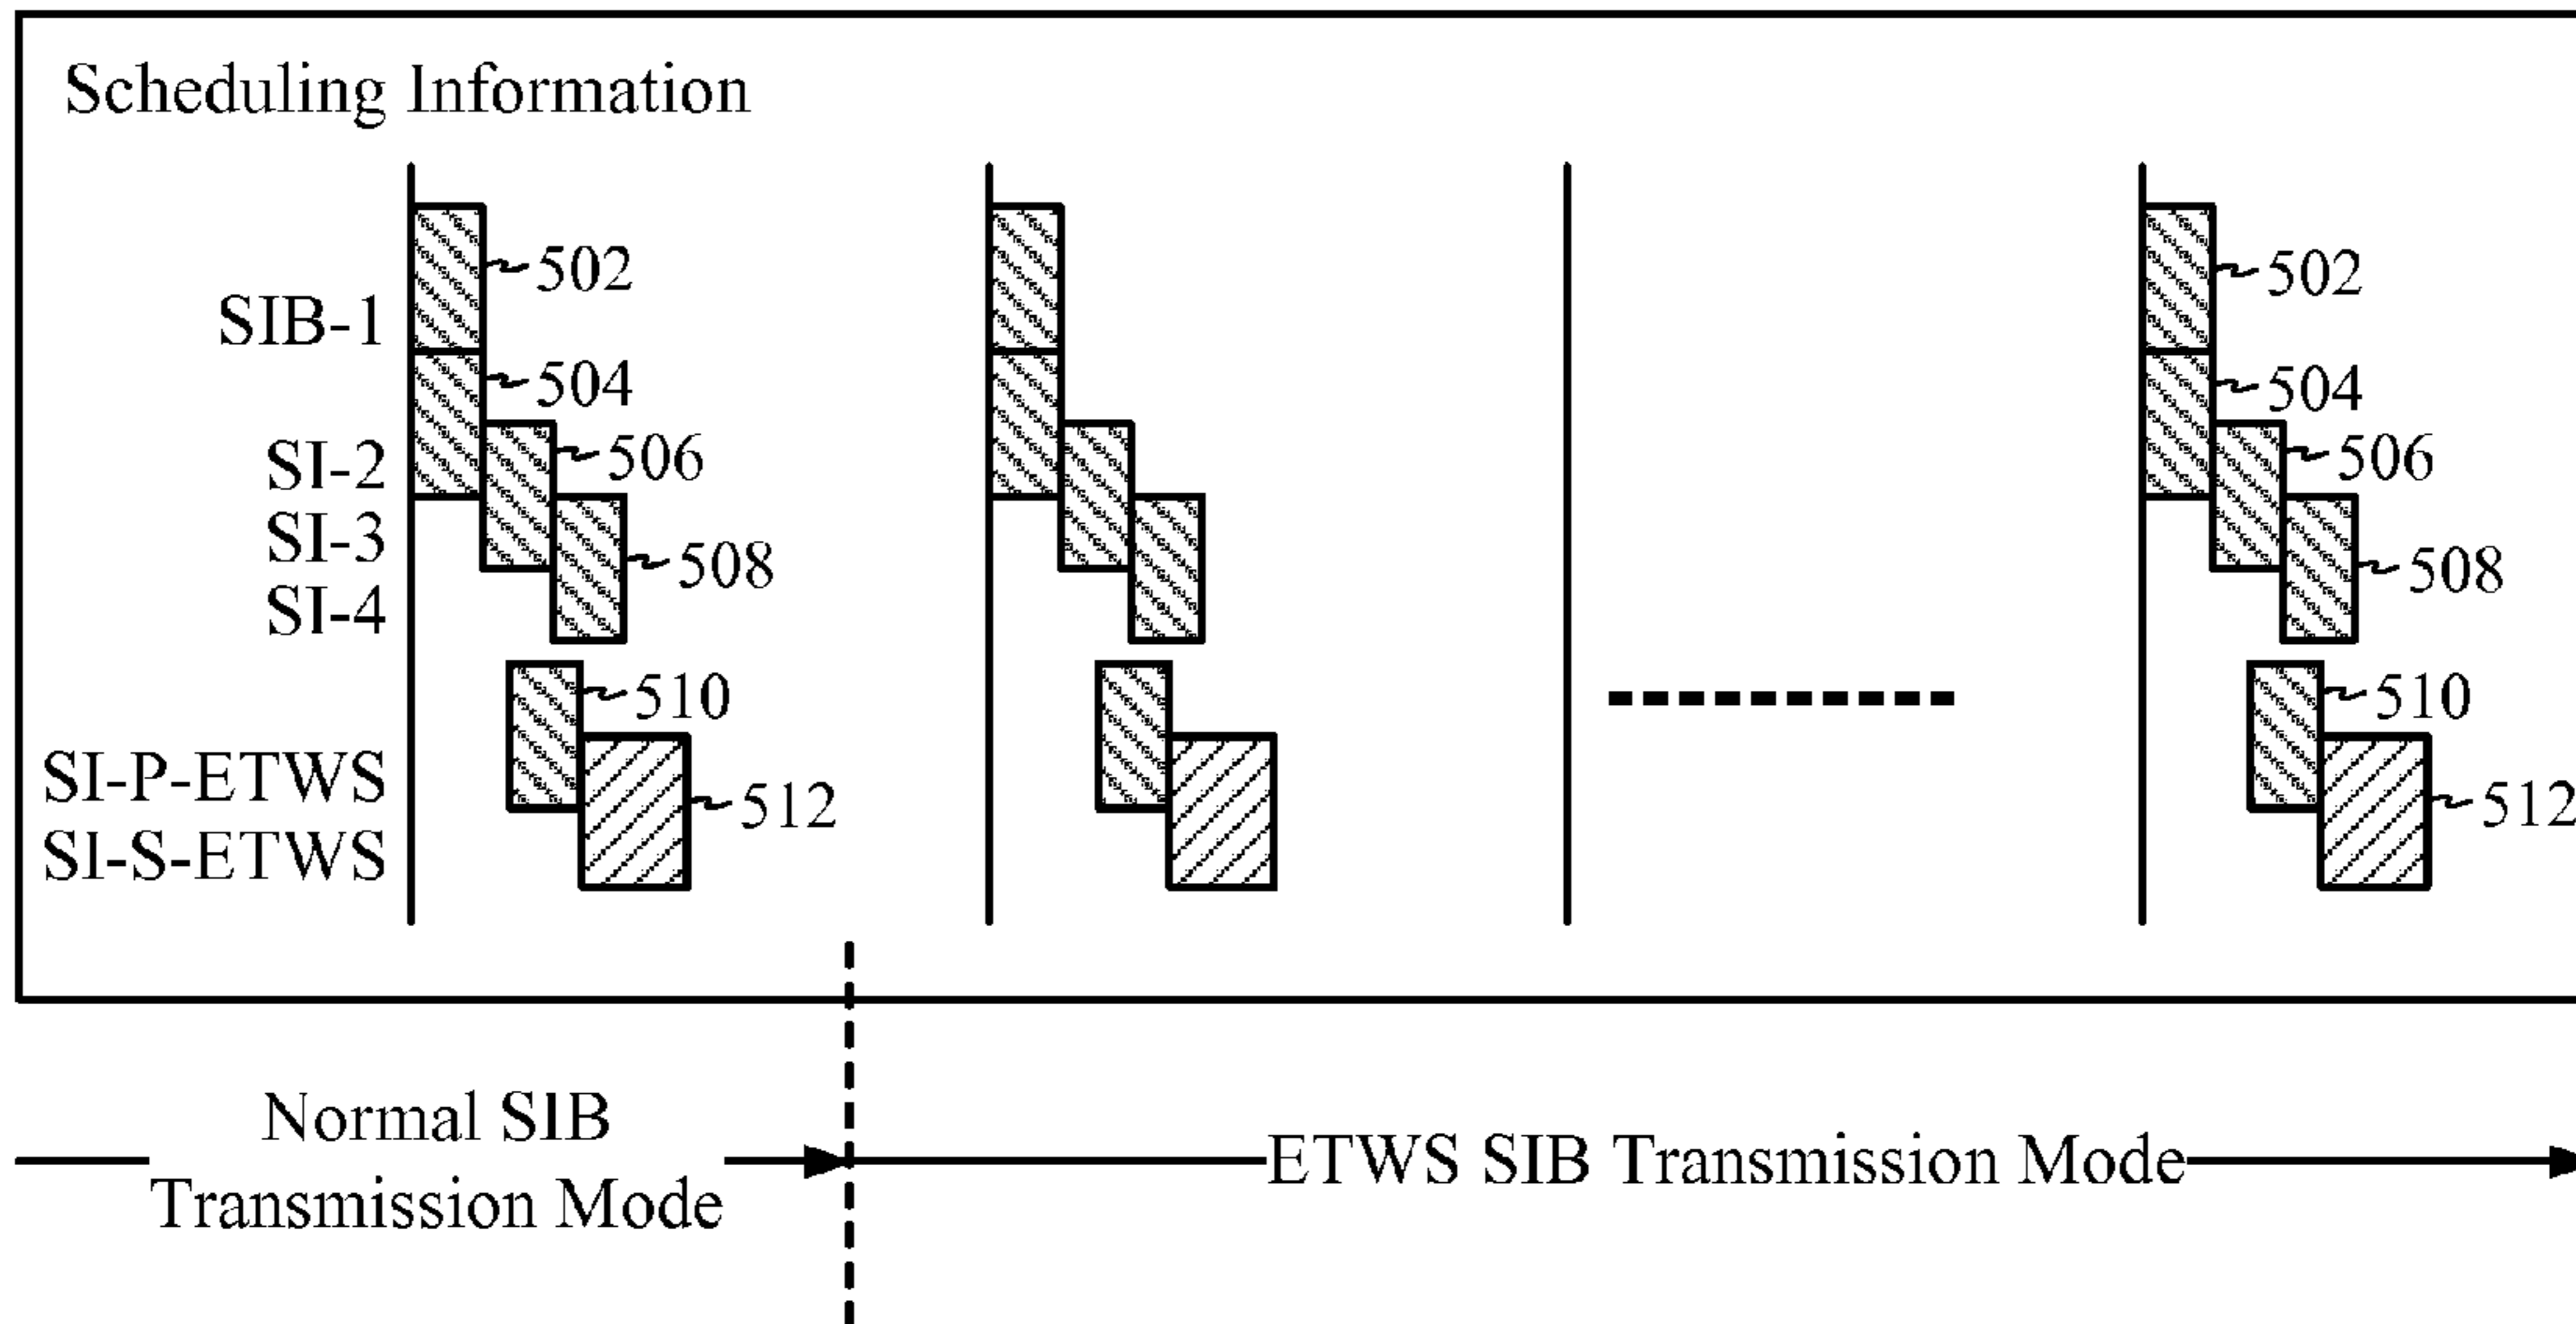 Scheduling Information
SIB-1
SI-2
SI-3
SI-4
SI-P-ETWS
SI-S-ETWS
502
504
506
508
510
512
502
504
506
508
510
512
Normal SIB
Transmission Mode
ETWS SIB Transmission Mode